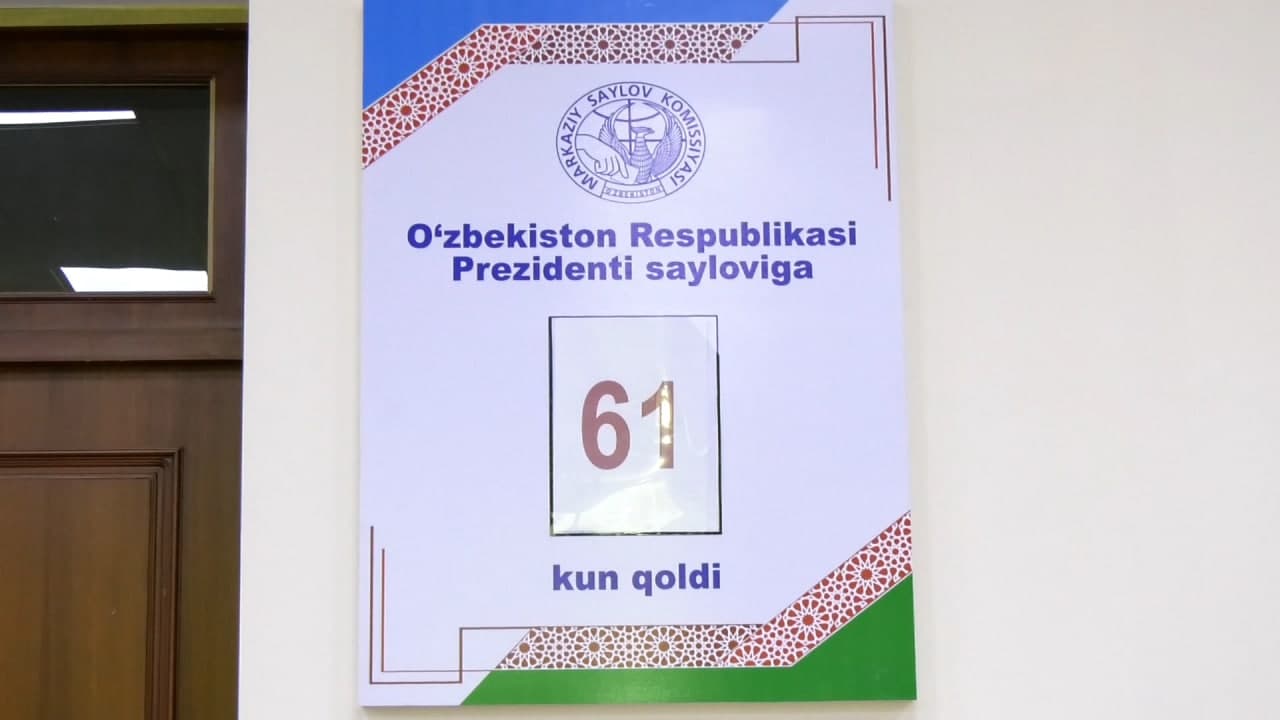 MARKAZIY SAYLOV KOMISSIYASI
O'ZBEKISTON
O‘zbekiston Respublikasi
Prezidenti sayloviga
61
kun qoldi